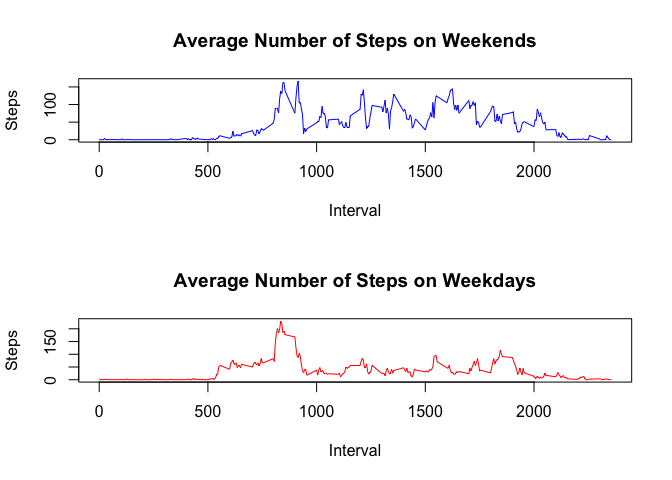 Average Number of Steps on Weekends
Steps
0 100
0 500 1000 1500 2000
Interval
Average Number of Steps on Weekdays
Steps
0 150
0 500 1000 1500 2000
Interval